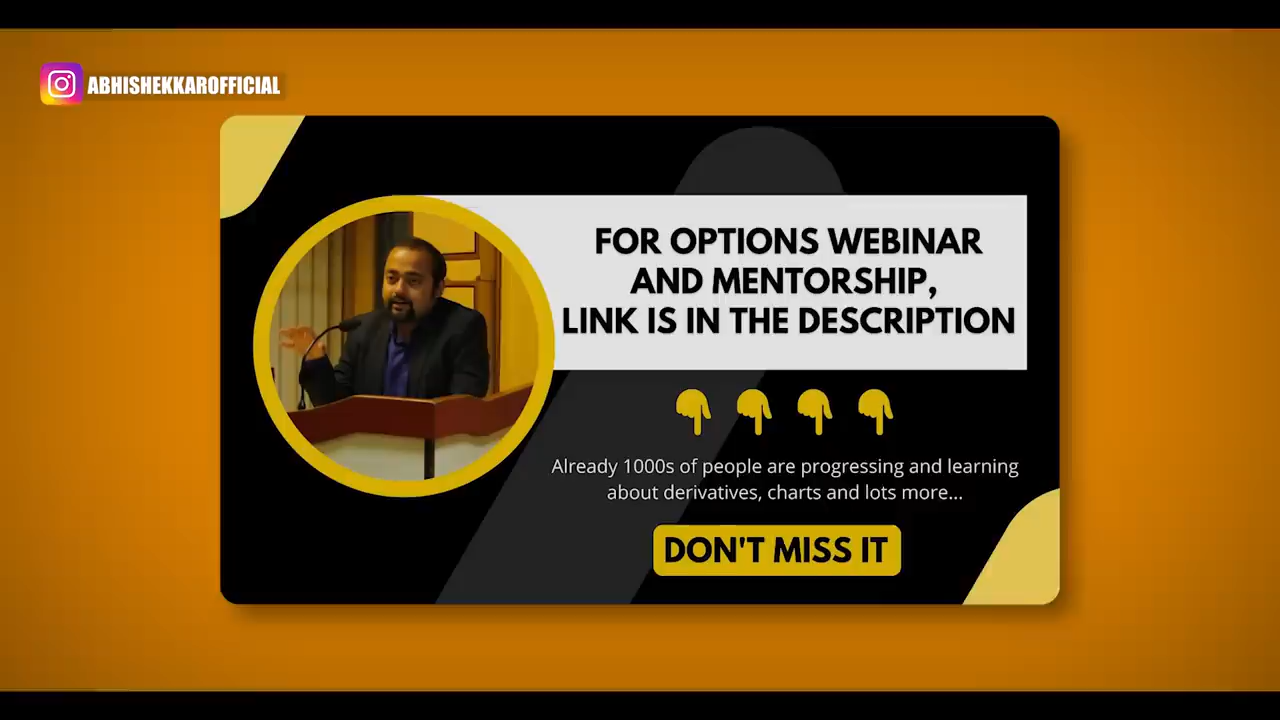 ABHISHEKKAROFFICIAL
FOR OPTIONS WEBINAR
AND MENTORSHIP,
LINK IS IN THE DESCRIPTION
Already 1000s of people are progressing and learning
about derivatives, charts and lots more...
DON'T MISS IT